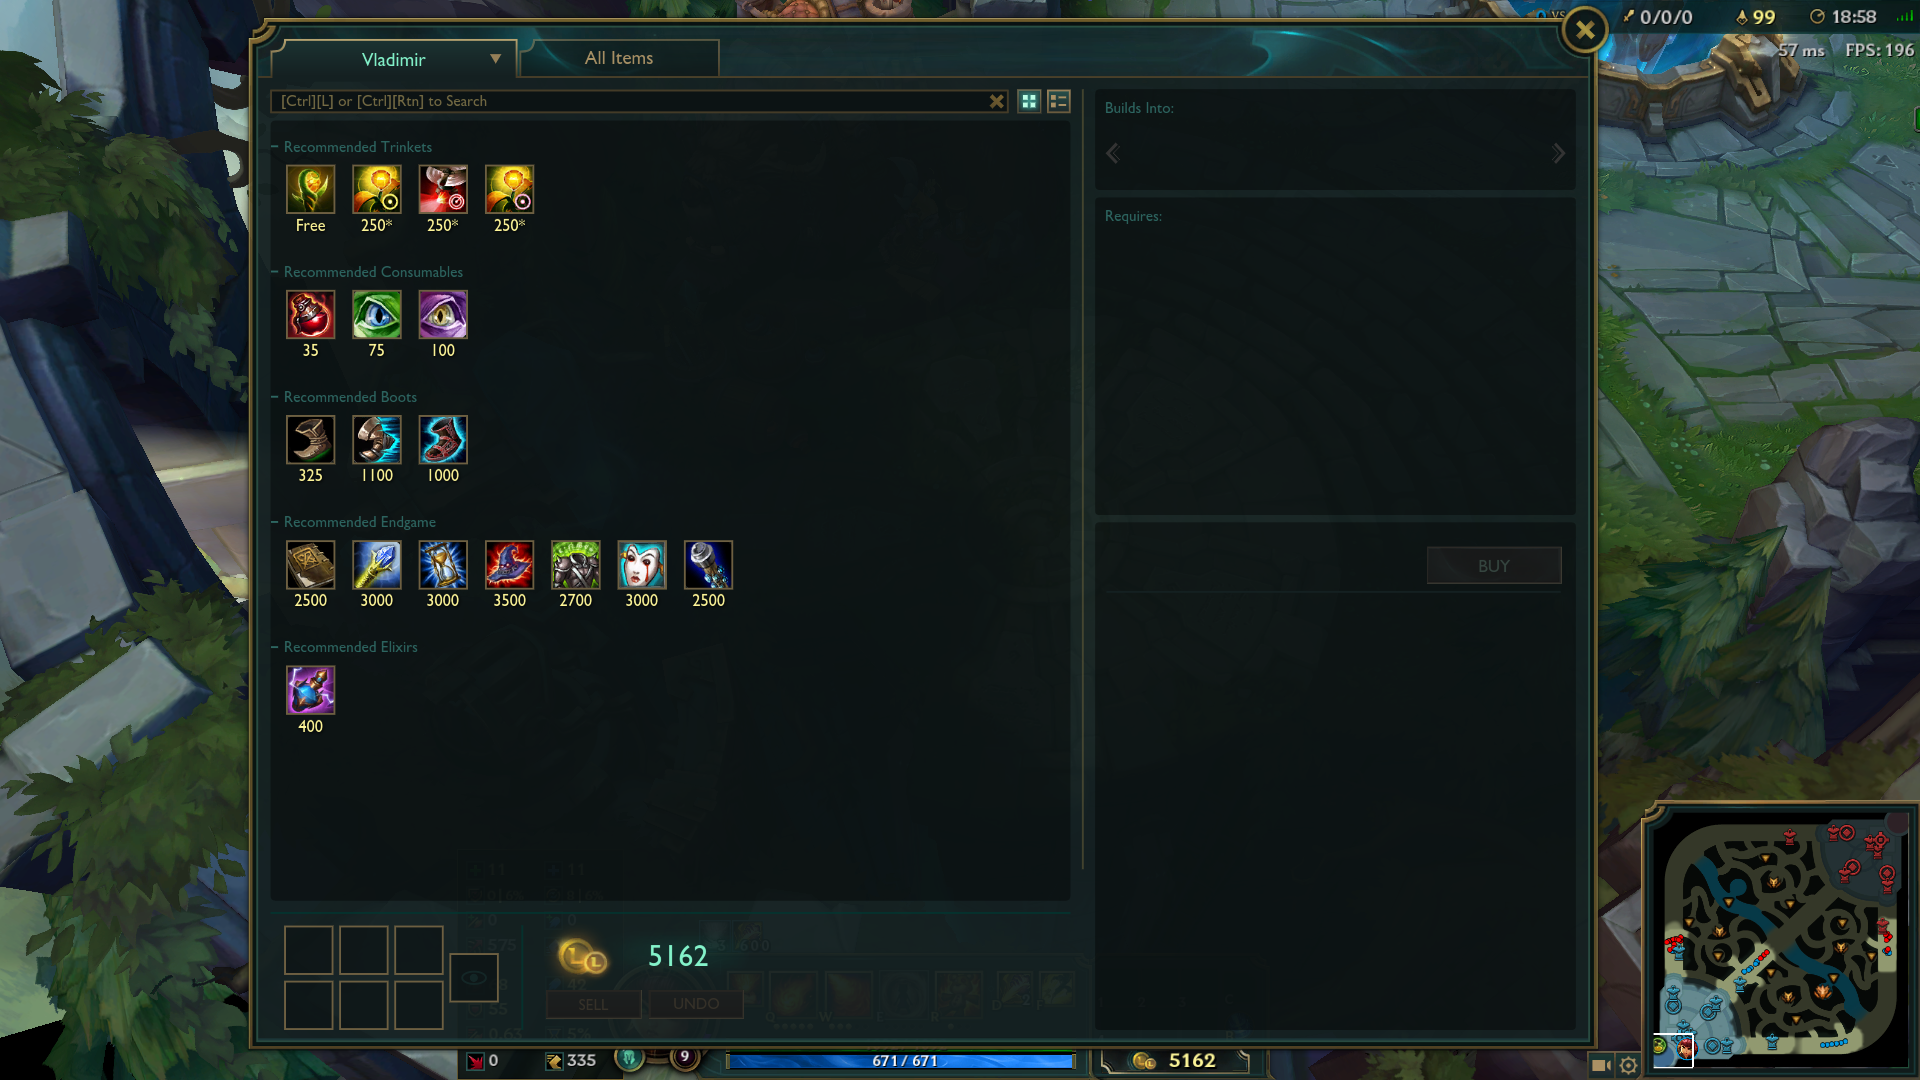 VS 0/0/0 99 18:58
57 ms FPS: 196
Vladimir
All Items
[Ctrl][L] or [Ctrl][Rtn] to Search
Recommended Trinkets
Free 250* 250* 250*
Recommended Consumables
35 75 100
Recommended Boots
325 1100 1000
Recommended Endgame
2500 3000 3000 3500 2700 3000 2500
Recommended Elixirs
400
Builds Into:
Requires:
BUY
5162
SELL UNDO
0 335 9 671 / 671 5162